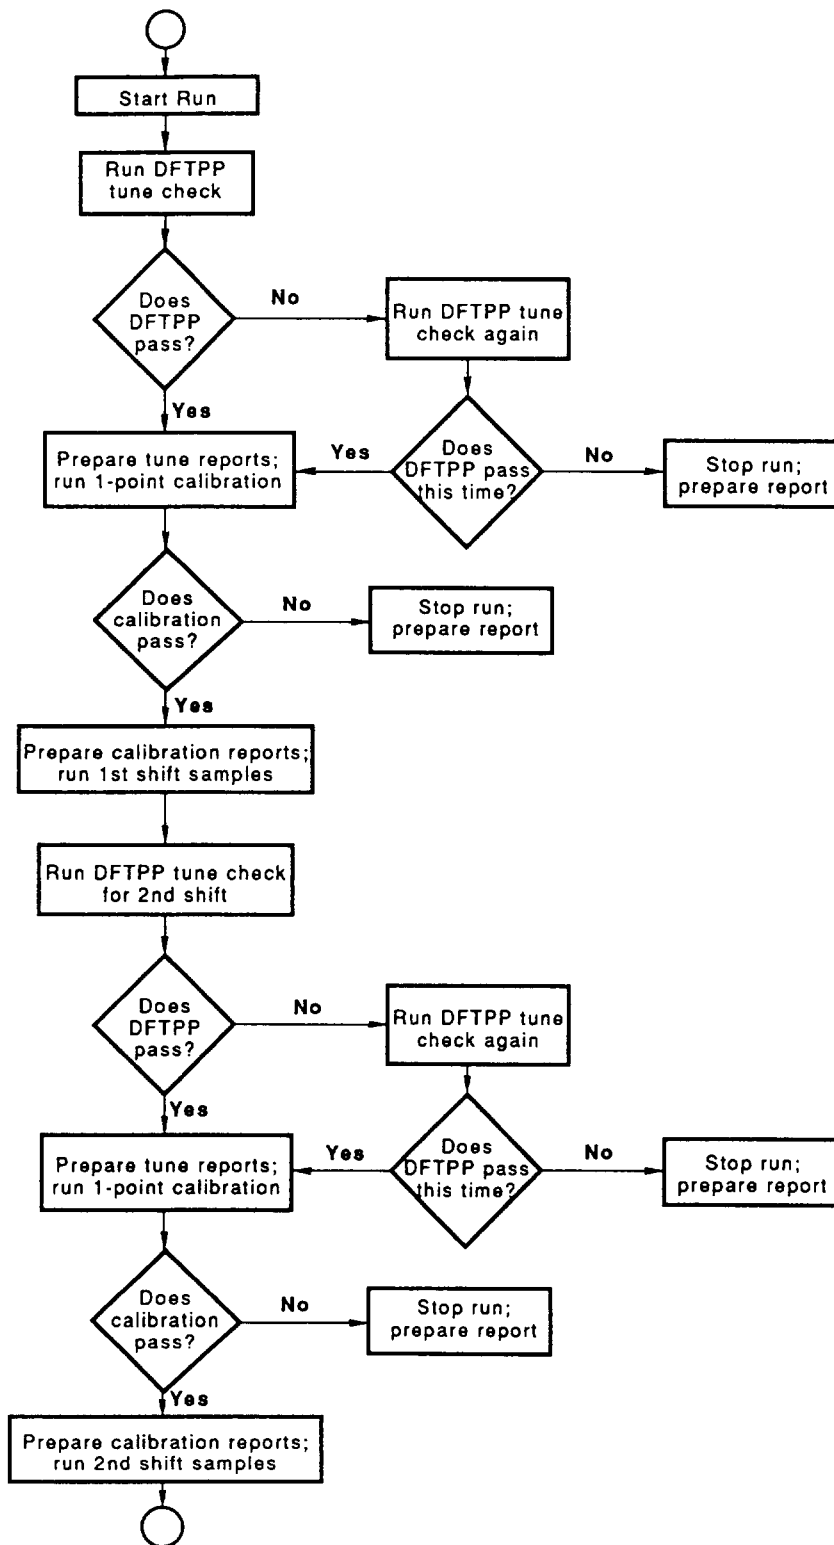 Start Run
Run DFTPP
tune check
Does
DFTPP
pass?
No
Run DFTPP tune
check again
Yes
Prepare tune reports;
run 1-point calibration
Yes
Does
DFTPP pass
this time?
No
Stop run;
prepare report
Does
calibration
pass?
No
Stop run;
prepare report
Yes
Prepare calibration reports;
run 1st shift samples
Run DFTPP tune check
for 2nd shift
Does
DFTPP
pass?
No
Run DFTPP tune
check again
Yes
Prepare tune reports;
run 1-point calibration
Yes
Does
DFTPP pass
this time?
No
Stop run;
prepare report
Does
calibration
pass?
No
Stop run;
prepare report
Yes
Prepare calibration reports;
run 2nd shift samples